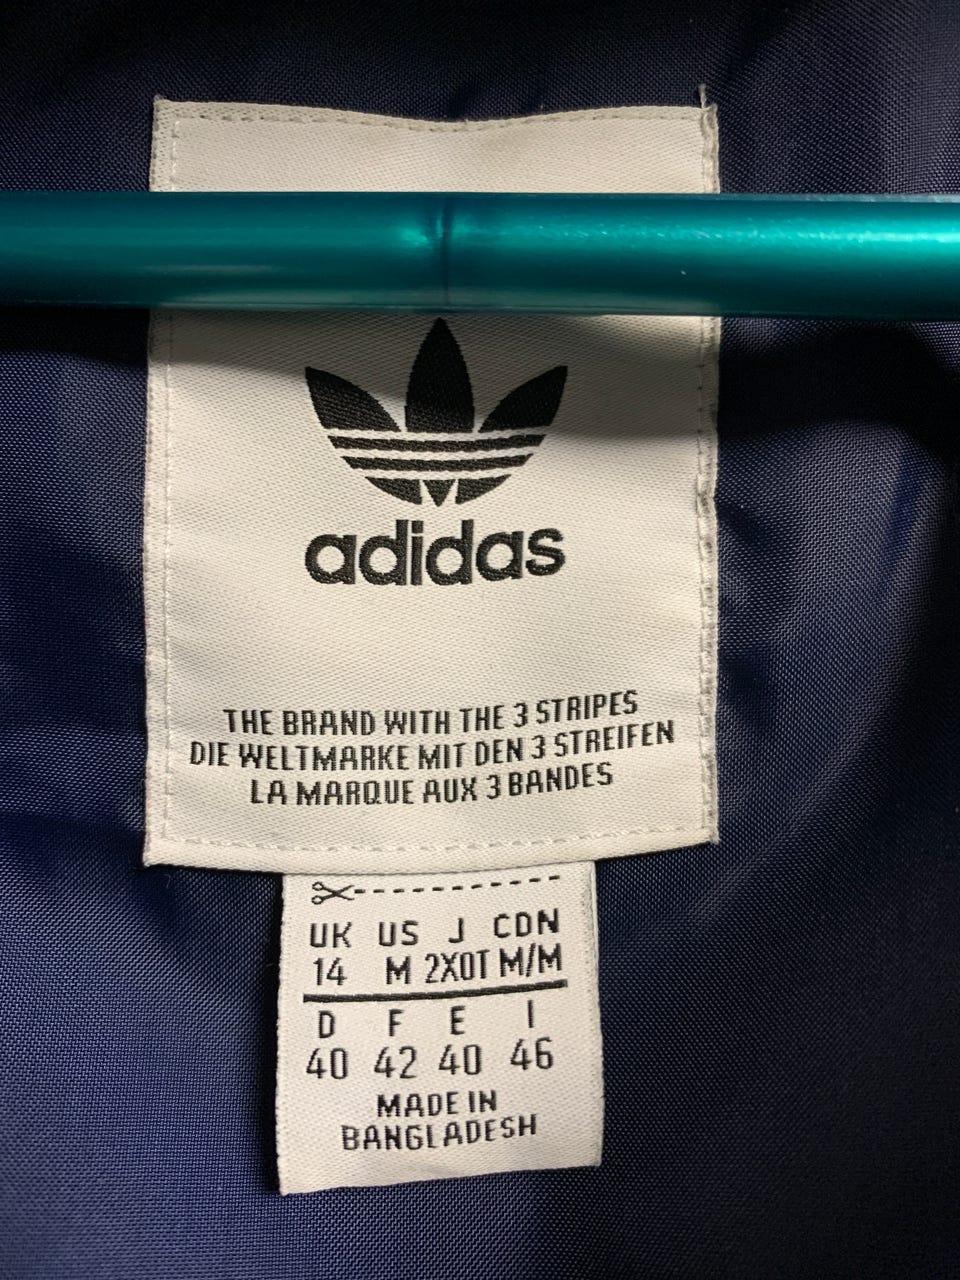 adidas
THE BRAND WITH THE 3 STRIPES
DIE WELTMARKE MIT DEN 3 STREIFEN
LA MARQUE AUX 3 BANDES
UK US J CDN
14 M 2XOT M/M
D F E I
40 42 40 46
MADE IN
BANGLADESH